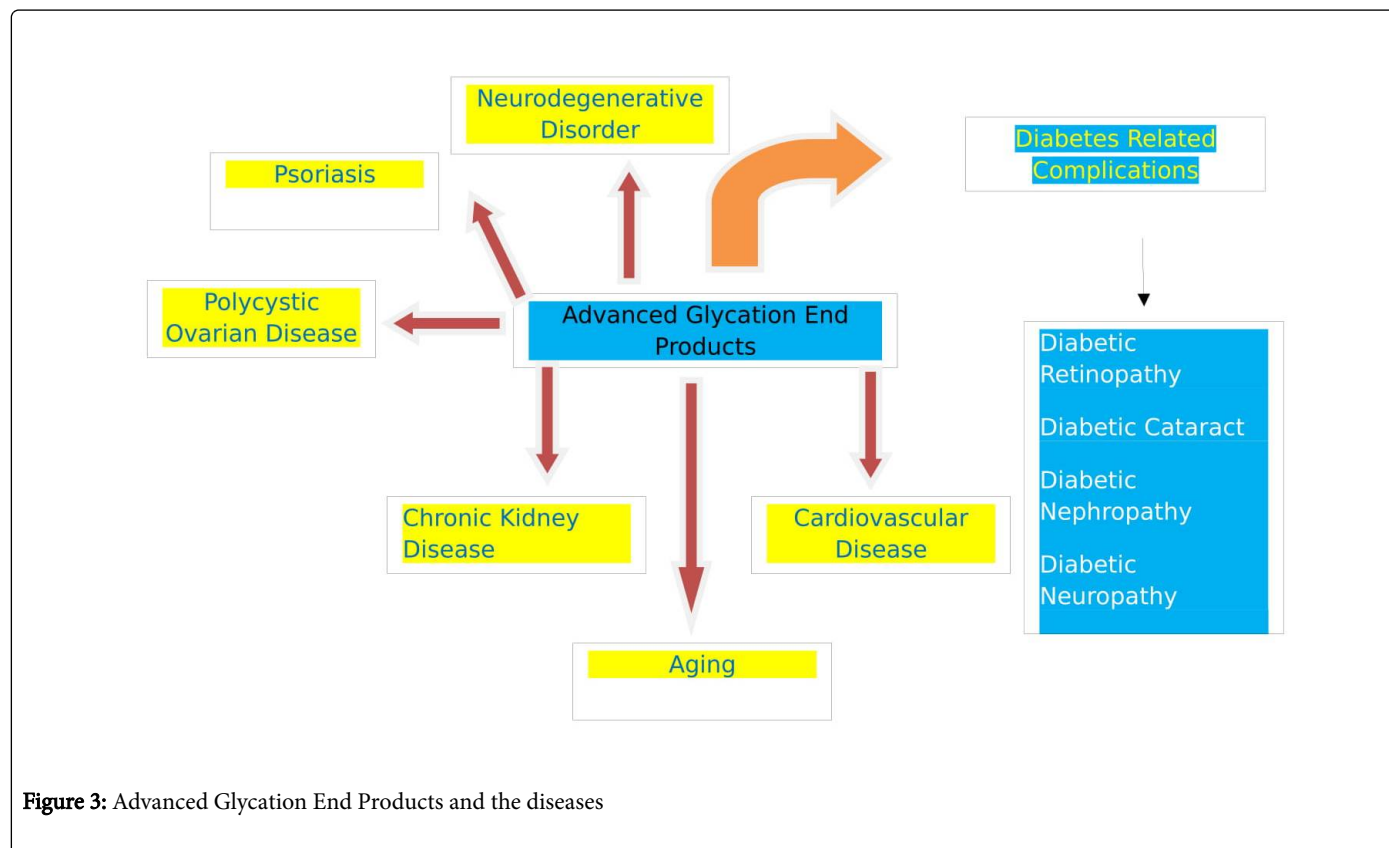 Neurodegenerative
Disorder
Diabetes Related
Complications
Psoriasis
Polycystic
Ovarian Disease
Advanced Glycation End
Products
Diabetic
Retinopathy
Diabetic Cataract
Diabetic
Nephropathy
Diabetic
Neuropathy
Chronic Kidney
Disease
Cardiovascular
Disease
Aging
Figure 3: Advanced Glycation End Products and the diseases